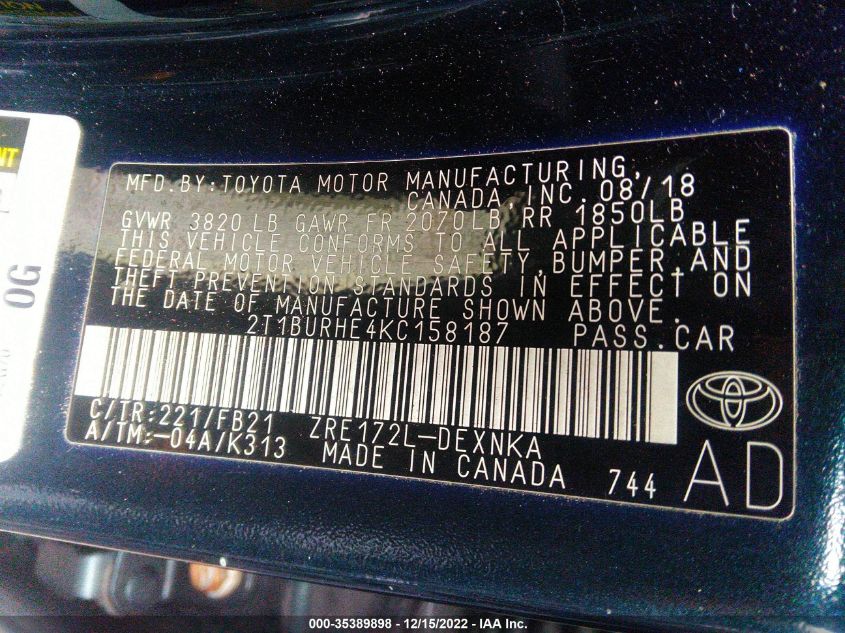 MFD.BY:TOYOTA MOTOR MANUFACTURING,
CANADA,INC. 08/18
GVWR 3820 LB GAWR FR 2070LB,RR 1850LB
THIS VEHICLE CONFORMS TO ALL APPLICABLE
FEDERAL MOTOR VEHICLE SAFETY,BUMPER,AND
THEFT PREVENTION STANDARDS IN EFFECT ON
THE DATE OF MANUFACTURE SHOWN ABOVE.
2T1BURHE4KC158187 PASS.CAR
C/TR:221/FB21 ZRE172L-DEXNKA
A/TM:-04A/K313 MADE IN CANADA 744
AD
0G
000-35389898 - 12/15/2022 - IAA Inc.